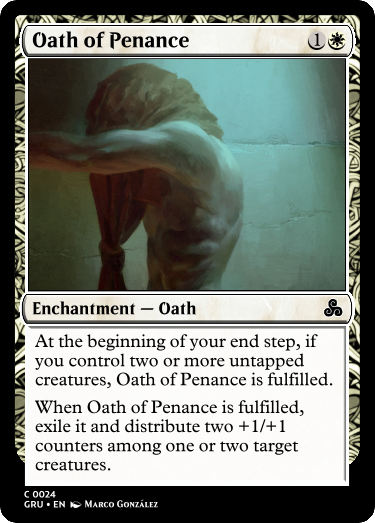 Oath of Penance 1
Enchantment — Oath
At the beginning of your end step, if
you control two or more untapped
creatures, Oath of Penance is fulfilled.
When Oath of Penance is fulfilled,
exile it and distribute two +1/+1
counters among one or two target
creatures.
C 0024
GRU • EN Marco González